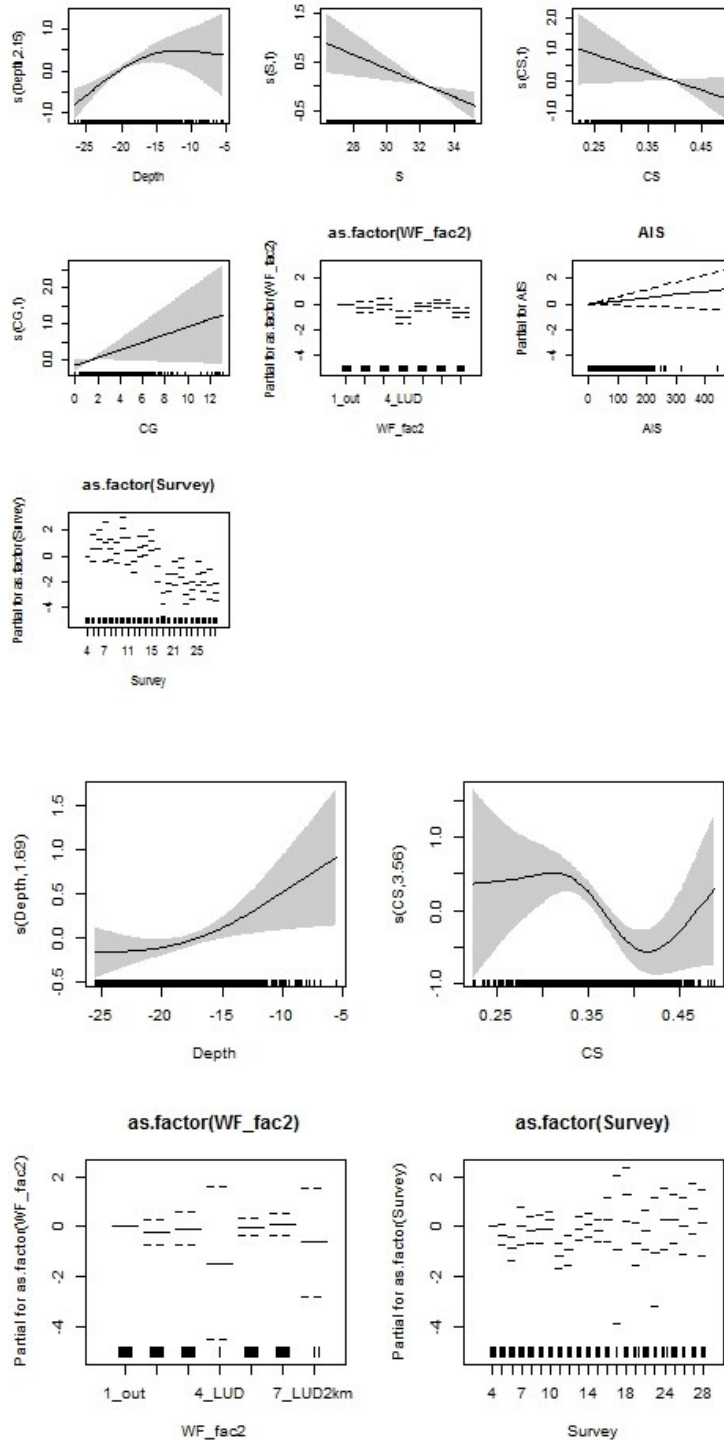 s(Depth,2.15)
-1.0 0.0 1.0
-25 -20 -15 -10 -5
Depth
s(S,1)
-0.5 0.5 1.5
28 30 32 34
S
s(CS,1)
-1.0 0.0 1.0 2.0
0.25 0.35 0.45
CS
s(CG,1)
0.0 1.0 2.0
0 2 4 6 8 10 12
CG
as.factor(WF_fac2)
Partial for as.factor(WF_fac2)
-4 -2 0 2
1_out 4_LUD
WF_fac2
AIS
Partial for AIS
-4 -2 0 2
0 100 200 300 400
AIS
as.factor(Survey)
Partial for as.factor(Survey)
-4 -2 0 2
4 7 11 15 21 25
Survey
s(Depth,1.69)
-0.5 0.0 0.5 1.0 1.5
-25 -20 -15 -10 -5
Depth
s(CS,3.56)
-1.0 0.0 1.0
0.25 0.35 0.45
CS
as.factor(WF_fac2)
Partial for as.factor(WF_fac2)
-4 -2 0 2
1_out 4_LUD 7_LUD2km
WF_fac2
as.factor(Survey)
Partial for as.factor(Survey)
-4 -2 0 2
4 7 10 14 18 24 28
Survey